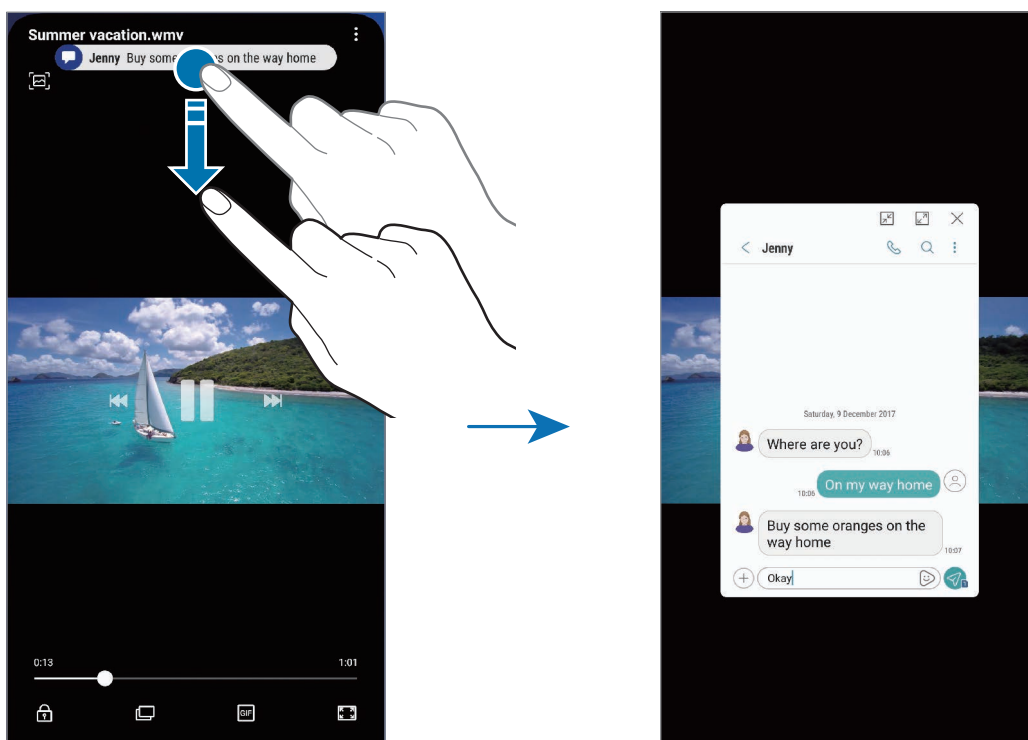 Summer vacation.wmv
Jenny Buy some s on the way home
0:13
1:01
GIF
Jenny
Saturday, 9 December 2017
Where are you?
10:06
On my way home
10:06
Buy some oranges on the
way home
10:07
Okay
1